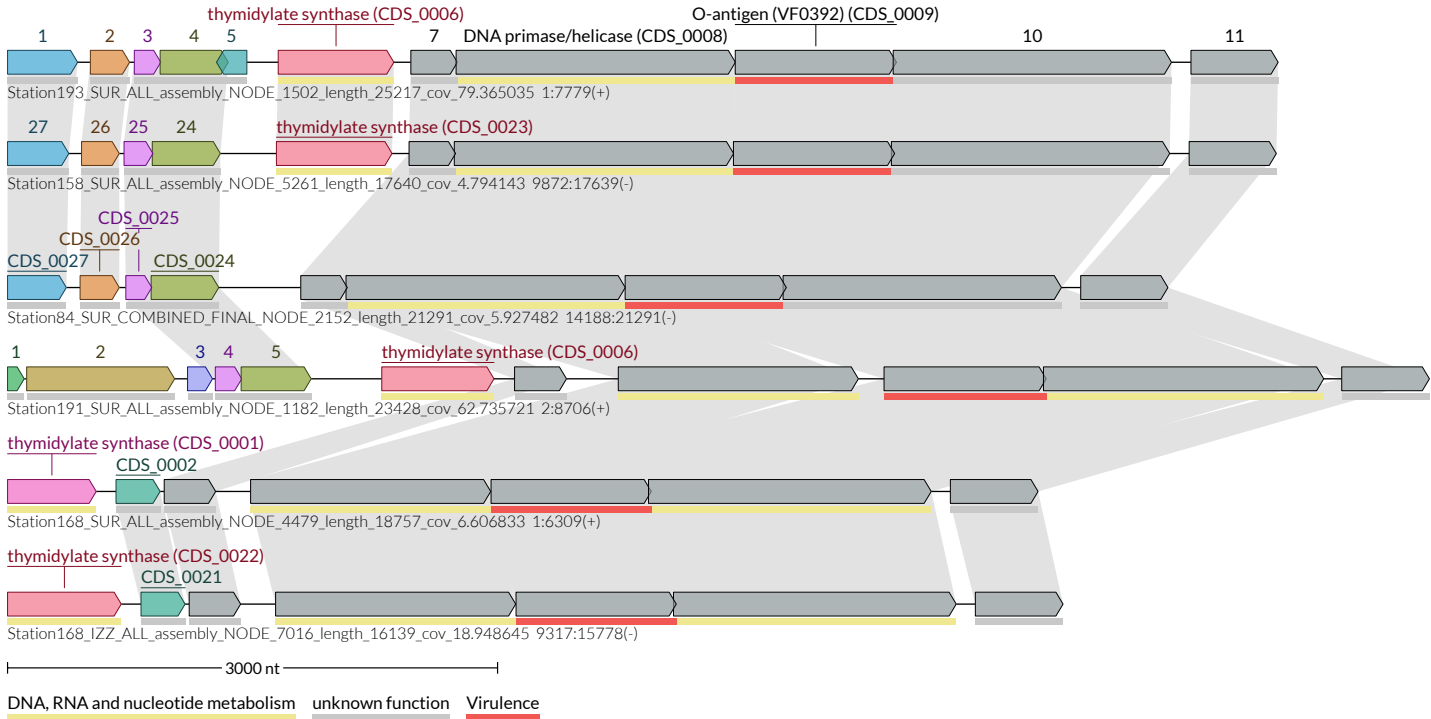 thymidylate synthase (CDS_0006) O-antigen (VF0392) (CDS_0009)
1 2 3 4 5 7 DNA primase/helicase (CDS_0008) 10 11
Station193_SUR_ALL_assembly_NODE_1502_length_25217_cov_79.365035 1:7779(+)
27 26 25 24 thymidylate synthase (CDS_0023)
Station158_SUR_ALL_assembly_NODE_5261_length_17640_cov_4.794143 9872:17639(-)
CDS_0025
CDS_0026
CDS_0027 CDS_0024
Station84_SUR_COMBINED_FINAL_NODE_2152_length_21291_cov_5.927482 14188:21291(-)
1 2 3 4 5 thymidylate synthase (CDS_0006)
Station191_SUR_ALL_assembly_NODE_1182_length_23428_cov_62.735721 2:8706(+)
thymidylate synthase (CDS_0001)
CDS_0002
Station168_SUR_ALL_assembly_NODE_4479_length_18757_cov_6.606833 1:6309(+)
thymidylate synthase (CDS_0022)
CDS_0021
Station168_IZZ_ALL_assembly_NODE_7016_length_16139_cov_18.948645 9317:15778(-)
3000 nt
DNA, RNA and nucleotide metabolism unknown function Virulence